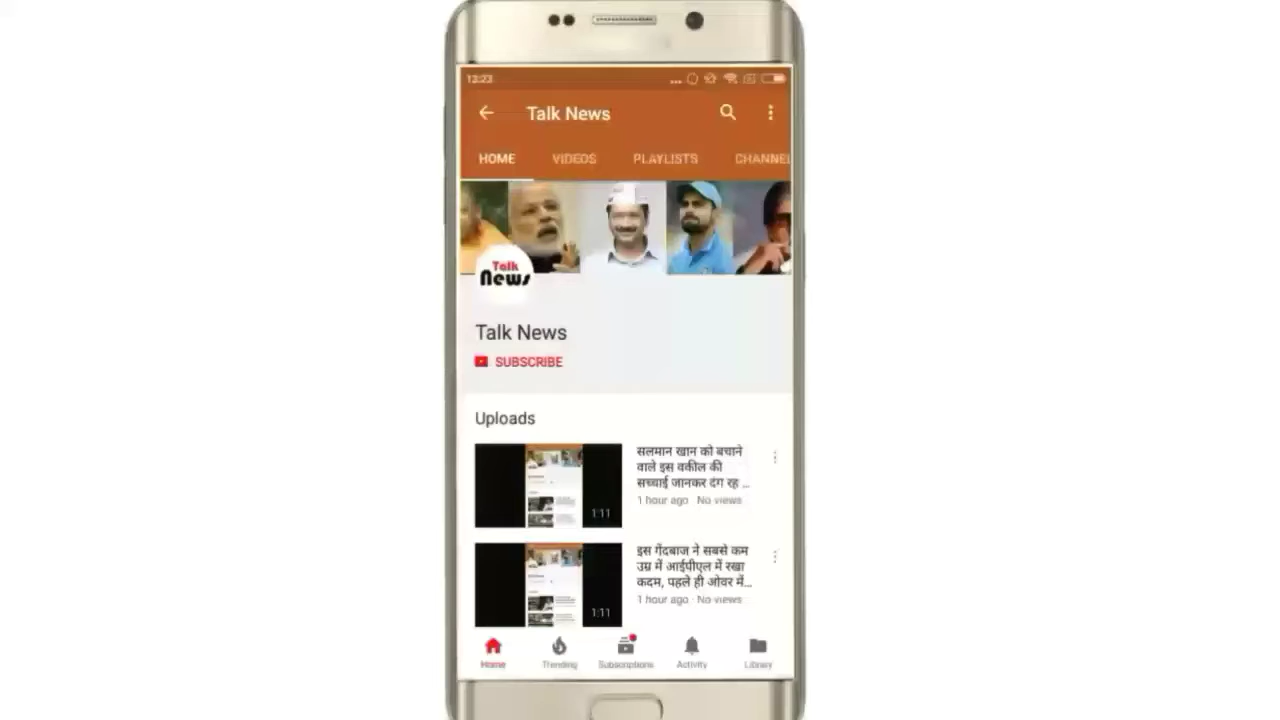 12:23
Talk News
HOME VIDEOS PLAYLISTS CHANNEL
Talk
News
Talk News
SUBSCRIBE
Uploads
सलमान खान को बचाने
वाले इस वकील की
सच्चाई जानकर दंग रह ...
1 hour ago · No views
1:11
इस गेंदबाज ने सबसे कम
उम्र में आईपीएल में रखा
कदम, पहले ही ओवर में...
1 hour ago · No views
1:11
Home Trending Subscriptions Activity Library